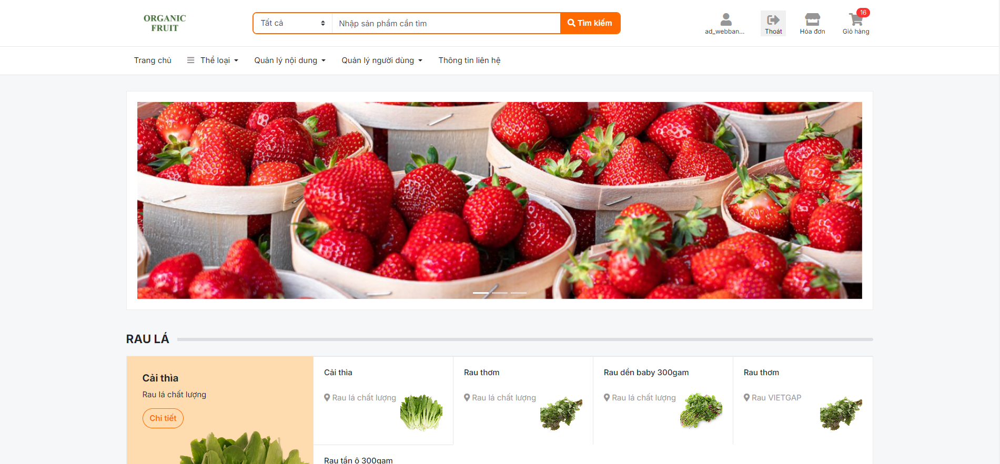 ORGANIC
FRUIT
Tất cả
Nhập sản phẩm cần tìm
Tìm kiếm
ad_webban...
Thoát
Hóa đơn
16
Giỏ hàng
Trang chủ
Thể loại
Quản lý nội dung
Quản lý người dùng
Thông tin liên hệ
RAU LÁ
Cải thìa
Rau lá chất lượng
Chi tiết
Cải thìa
Rau lá chất lượng
Rau thơm
Rau lá chất lượng
Rau dền baby 300gam
Rau lá chất lượng
Rau thơm
Rau VIETGAP
Rau tần ô 300gam